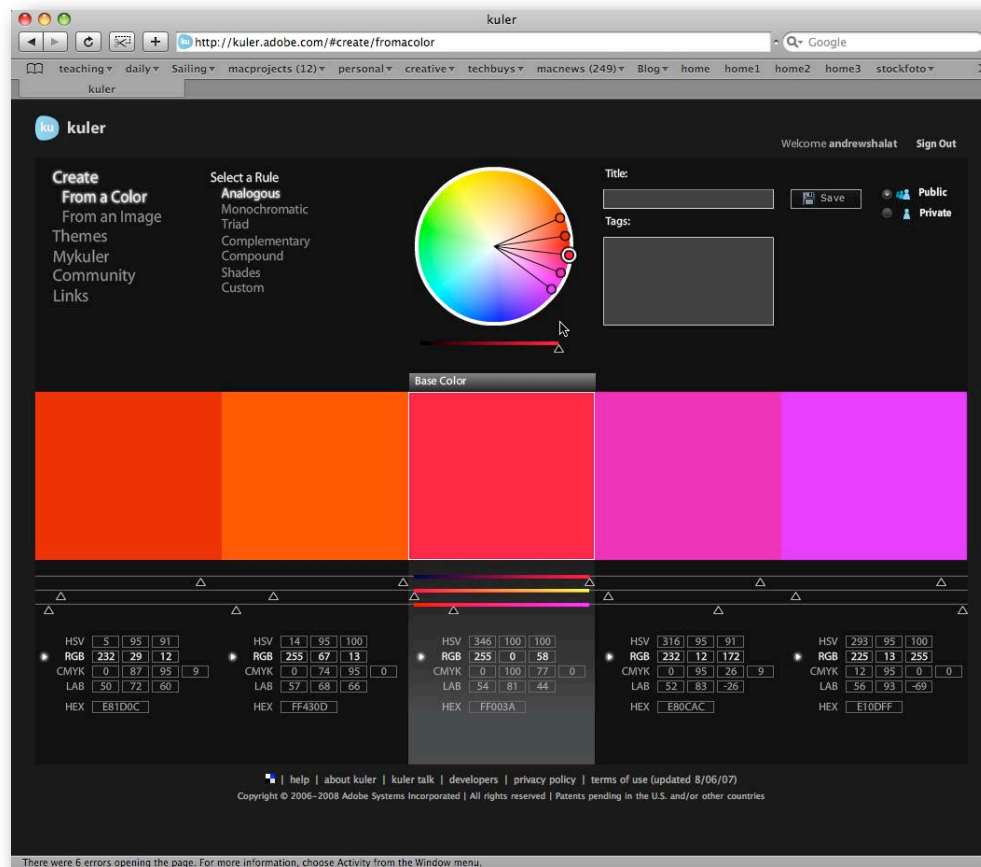 kuler
http://kuler.adobe.com/#create/fromacolor
Google
teaching daily Sailing macprojects (12) personal creative techbuys macnews (249) Blog home home1 home2 home3 stockfoto
kuler
ku kuler
Welcome andrewshalat Sign Out
Create
From a Color
From an Image
Themes
Mykuler
Community
Links
Select a Rule
Analogous
Monochromatic
Triad
Complementary
Compound
Shades
Custom
Title:
Save
Public
Private
Tags:
Base Color
HSV 5 95 91
RGB 232 29 12
CMYK 0 87 95 9
LAB 50 72 60
HEX E81D0C
HSV 14 95 100
RGB 255 67 13
CMYK 0 74 95 0
LAB 57 68 66
HEX FF430D
HSV 346 100 100
RGB 255 0 58
CMYK 0 100 77 0
LAB 54 81 44
HEX FF003A
HSV 316 95 91
RGB 232 12 172
CMYK 0 95 26 9
LAB 52 83 -26
HEX E80CAC
HSV 293 95 100
RGB 225 13 255
CMYK 12 95 0 0
LAB 56 93 -69
HEX E10DFF
| help | about kuler | kuler talk | developers | privacy policy | terms of use (updated 8/06/07)
Copyright © 2006-2008 Adobe Systems Incorporated | All rights reserved | Patents pending in the U.S. and/or other countries
There were 6 errors opening the page. For more information, choose Activity from the Window menu.